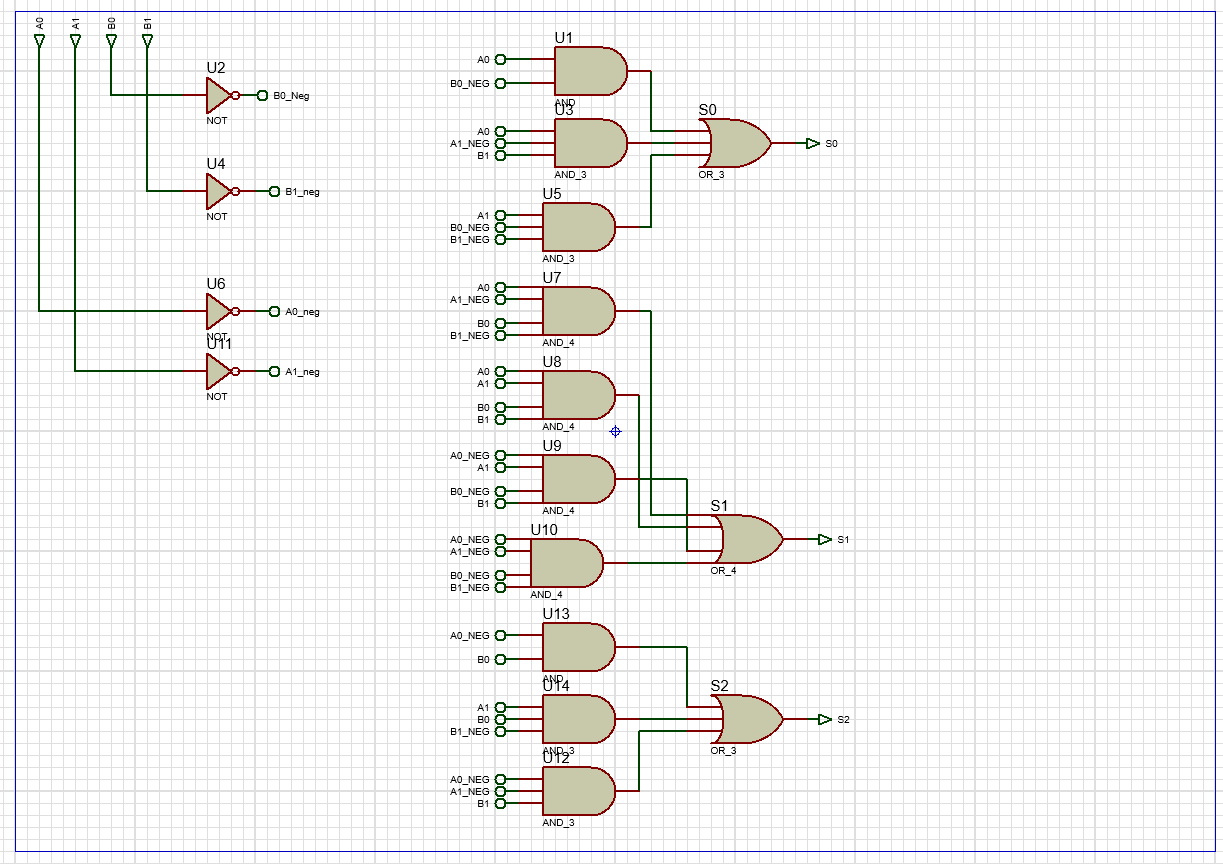 A0
A1
B0
B1
U2
B0_Neg
NOT
U4
B1_neg
NOT
U6
A0_neg
NOT
U11
A1_neg
NOT
U1
A0
B0_NEG
AND
U3
A0
A1_NEG
B1
AND_3
S0
S0
OR_3
U5
A1
B0_NEG
B1_NEG
AND_3
U7
A0
A1_NEG
B0
B1_NEG
AND_4
U8
A0
A1
B0
B1
AND_4
U9
A0_NEG
A1
B0_NEG
B1
AND_4
U10
A0_NEG
A1_NEG
B0_NEG
B1_NEG
AND_4
S1
S1
OR_4
U13
A0_NEG
B0
AND
U14
A1
B0
B1_NEG
AND_3
S2
S2
OR_3
U12
A0_NEG
A1_NEG
B1
AND_3